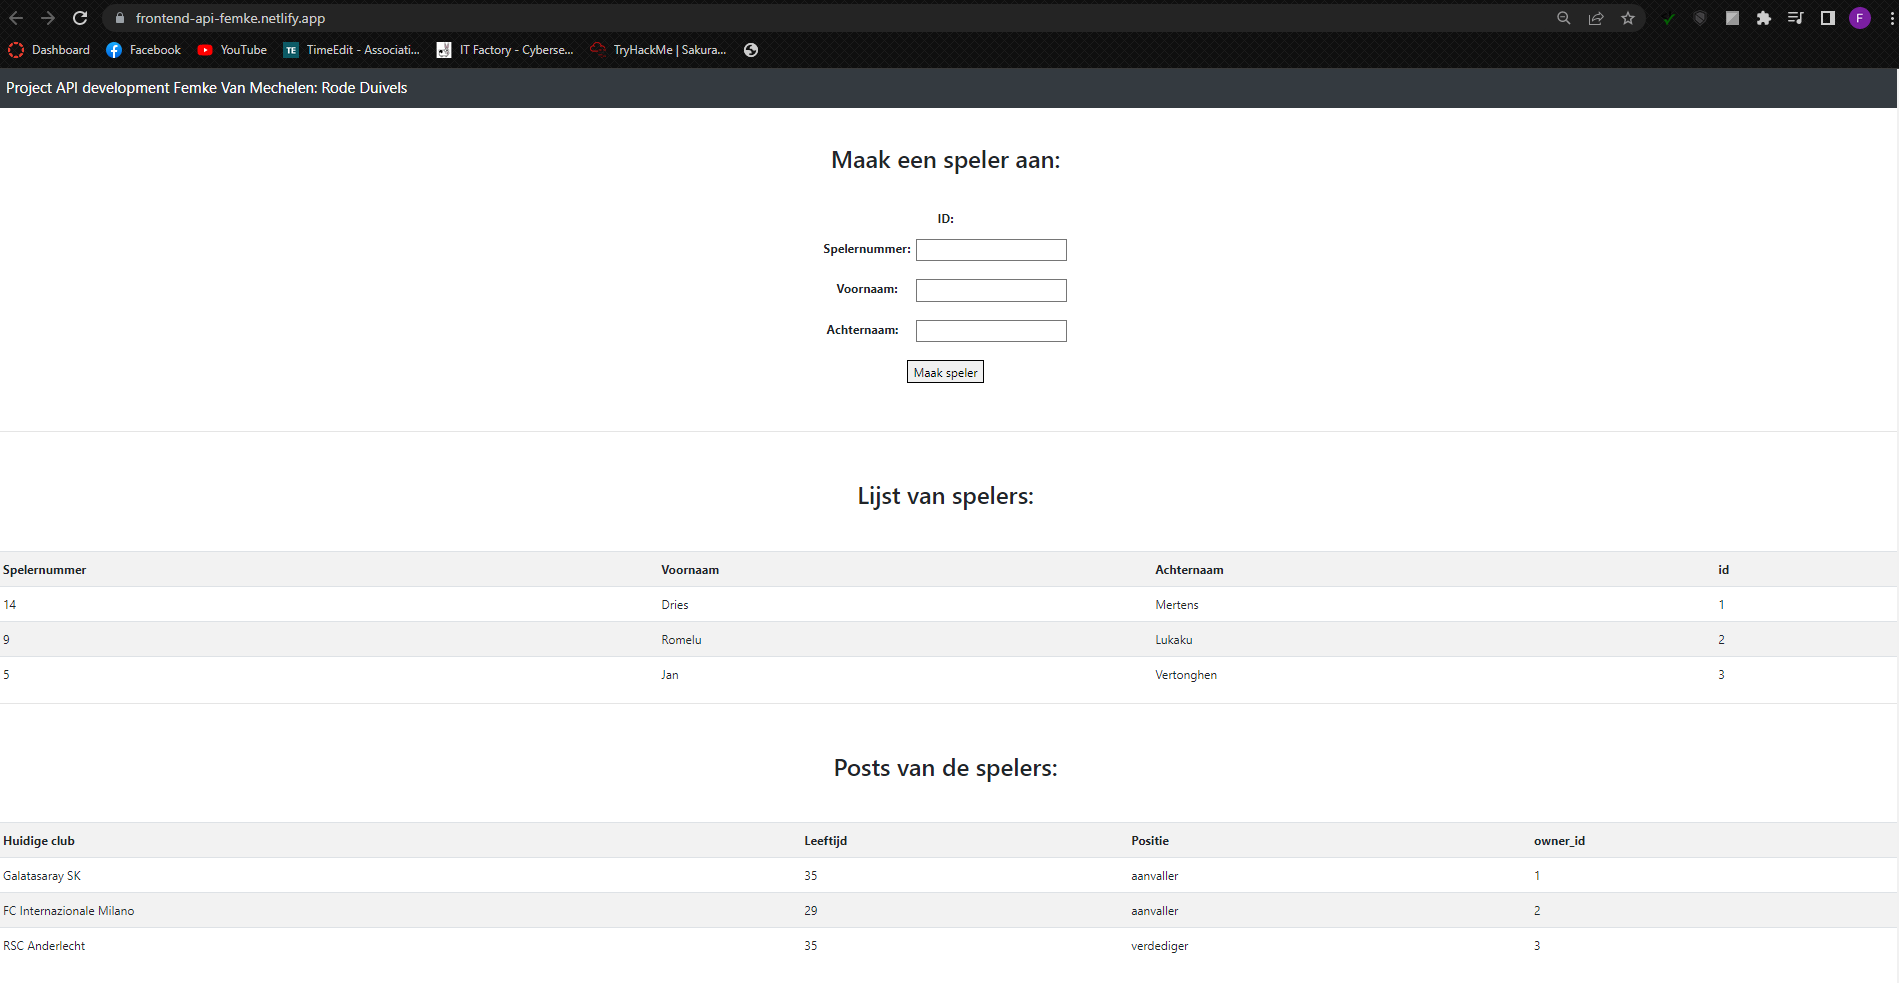 frontend-api-femke.netlify.app
F
Dashboard Facebook YouTube TE TimeEdit - Associati... IT Factory - Cyberse... TryHackMe | Sakura...
Project API development Femke Van Mechelen: Rode Duivels
Maak een speler aan:
ID:
Spelernummer:
Voornaam:
Achternaam:
Maak speler
Lijst van spelers:
Spelernummer Voornaam Achternaam id
14 Dries Mertens 1
9 Romelu Lukaku 2
5 Jan Vertonghen 3
Posts van de spelers:
Huidige club Leeftijd Positie owner_id
Galatasaray SK 35 aanvaller 1
FC Internazionale Milano 29 aanvaller 2
RSC Anderlecht 35 verdediger 3